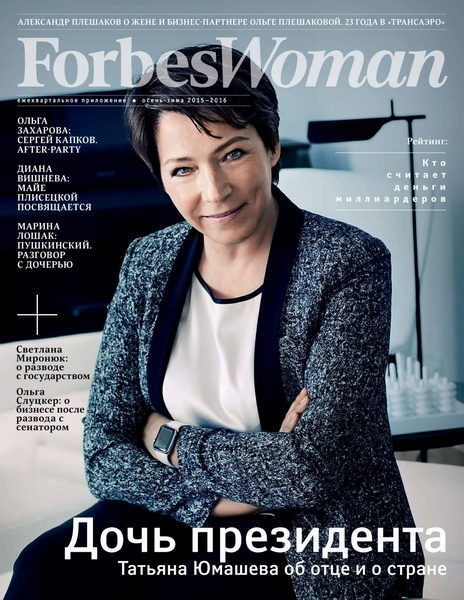 АЛЕКСАНДР ПЛЕШАКОВ О ЖЕНЕ И БИЗНЕС-ПАРТНЕРЕ ОЛЬГЕ ПЛЕШАКОВОЙ. 23 ГОДА В «ТРАНСАЭРО»
ForbesWoman
ежеквартальное приложение ● осень-зима 2015–2016
ОЛЬГА
ЗАХАРОВА:
СЕРГЕЙ КАПКОВ.
AFTER-PARTY
ДИАНА
ВИШНЕВА:
МАЙЕ
ПЛИСЕЦКОЙ
ПОСВЯЩАЕТСЯ
МАРИНА
ЛОШАК:
ПУШКИНСКИЙ.
РАЗГОВОР
С ДОЧЕРЬЮ
Рейтинг:
Кто
считает
деньги
миллиардеров
Светлана
Миронюк:
о разводе
с государством
Ольга
Слуцкер: о
бизнесе после
развода с
сенатором
Дочь президента
Татьяна Юмашева об отце и о стране